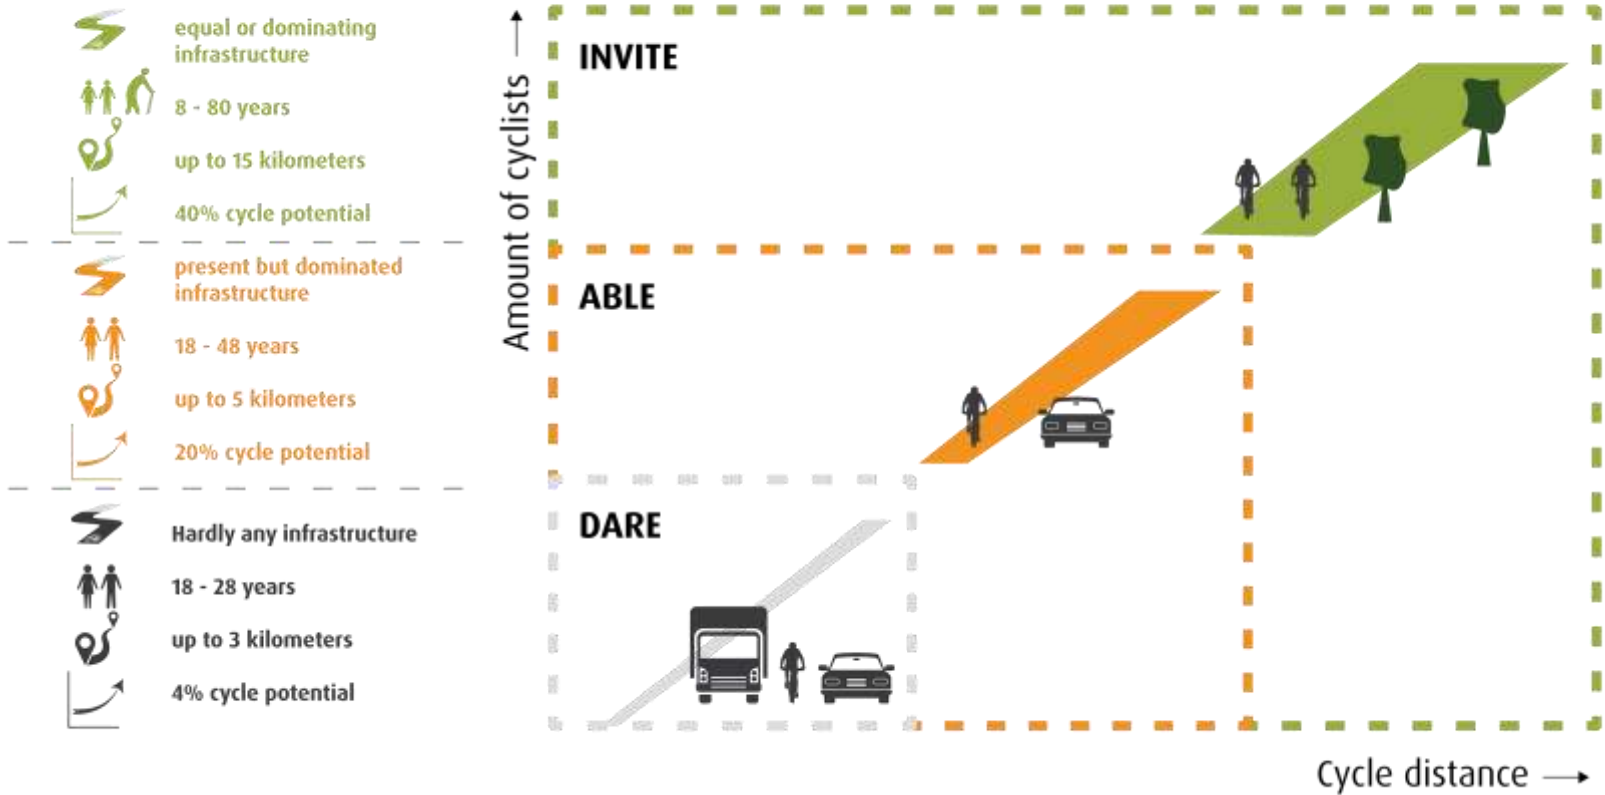 equal or dominating
infrastructure
8 - 80 years
up to 15 kilometers
40% cycle potential
present but dominated
infrastructure
18 - 48 years
up to 5 kilometers
20% cycle potential
Hardly any infrastructure
18 - 28 years
up to 3 kilometers
4% cycle potential
Amount of cyclists
INVITE
ABLE
DARE
Cycle distance